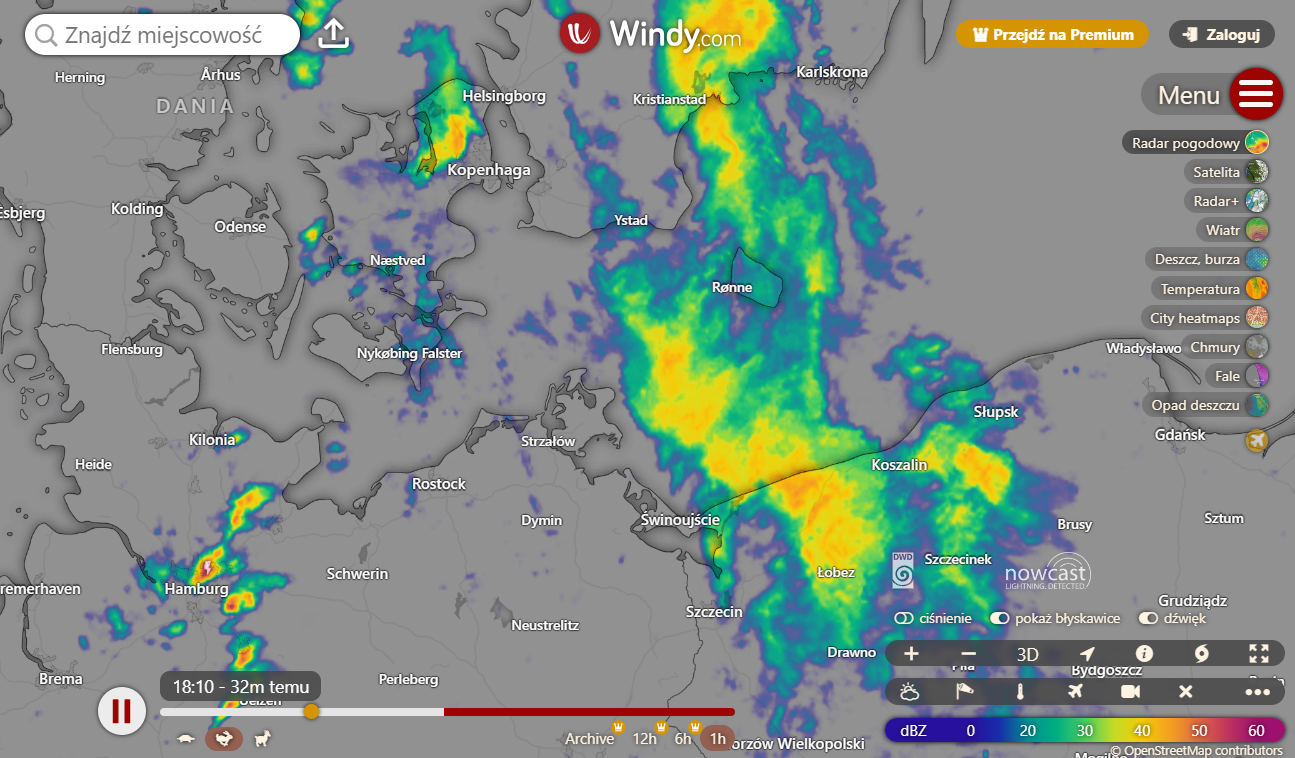 Znajdź miejscowość
Windy.com
Przejdź na Premium
Zaloguj
Menu
Radar pogodowy
Satelita
Radar+
Wiatr
Deszcz, burza
Temperatura
City heatmaps
Chmury
Fale
Opad deszczu
Herning
Århus
DANIA
Helsingborg
Kristianstad
Karlskrona
Kopenhaga
Esbjerg
Kolding
Odense
Ystad
Næstved
Rønne
Flensburg
Nykøbing Falster
Władysławo
Kilonia
Strzałów
Słupsk
Gdańsk
Heide
Koszalin
Rostock
Dymin
Świnoujście
Brusy
Sztum
Schwerin
Łobez
DWD
Szczecinek
nowcast
LIGHTNING. DETECTED.
remerhaven
Hamburg
Szczecin
Grudziądz
Neustrelitz
ciśnienie
pokaż błyskawice
dźwięk
Drawno
3D
Piła
Bydgoszcz
Brema
Perleberg
18:10 - 32m temu
Uelzen
Archive
12h
6h
1h
orzów Wielkopolski
dBZ 0 20 30 40 50 60
© OpenStreetMap contributors